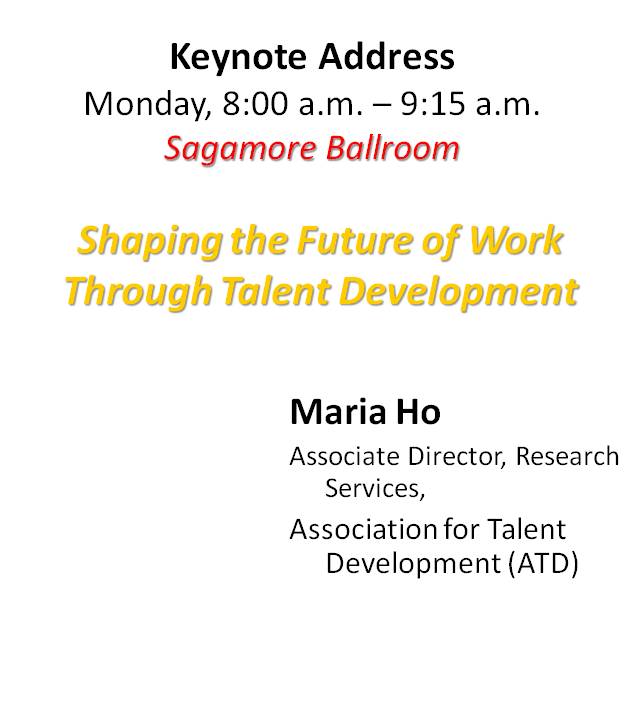 Keynote Address
Monday, 8:00 a.m. – 9:15 a.m.
Sagamore Ballroom
Shaping the Future of Work
Through Talent Development
Maria Ho
Associate Director, Research
Services,
Association for Talent
Development (ATD)